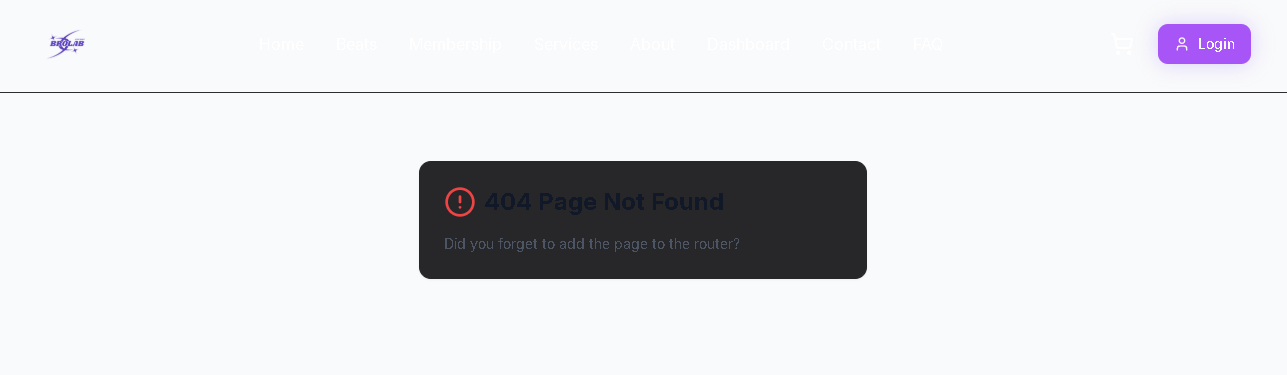 BROLAB
Home Beats Membership Services About Dashboard Contact FAQ
Login
404 Page Not Found
Did you forget to add the page to the router?